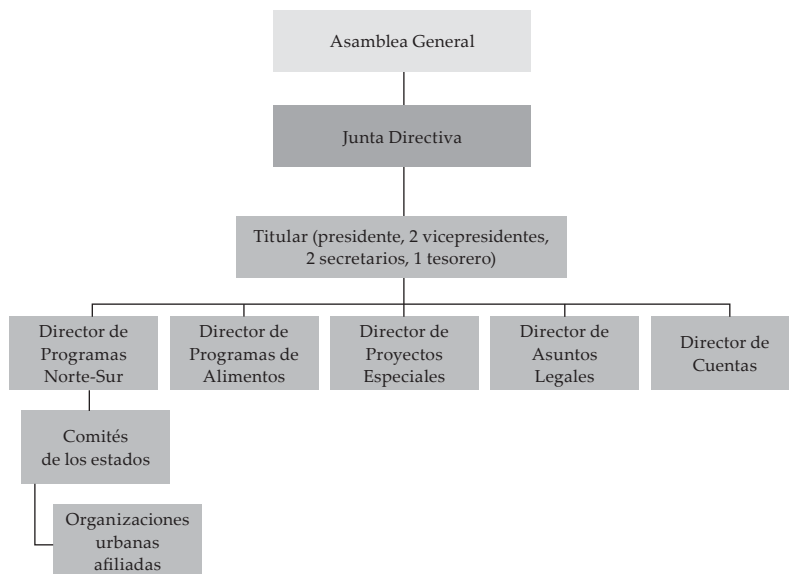 Asamblea General
Junta Directiva
Titular (presidente, 2 vicepresidentes,
2 secretarios, 1 tesorero)
Director de
Programas
Norte-Sur
Director de
Programas de
Alimentos
Director de
Proyectos
Especiales
Director de
Asuntos
Legales
Director de
Cuentas
Comités
de los estados
Organizaciones
urbanas
afiliadas